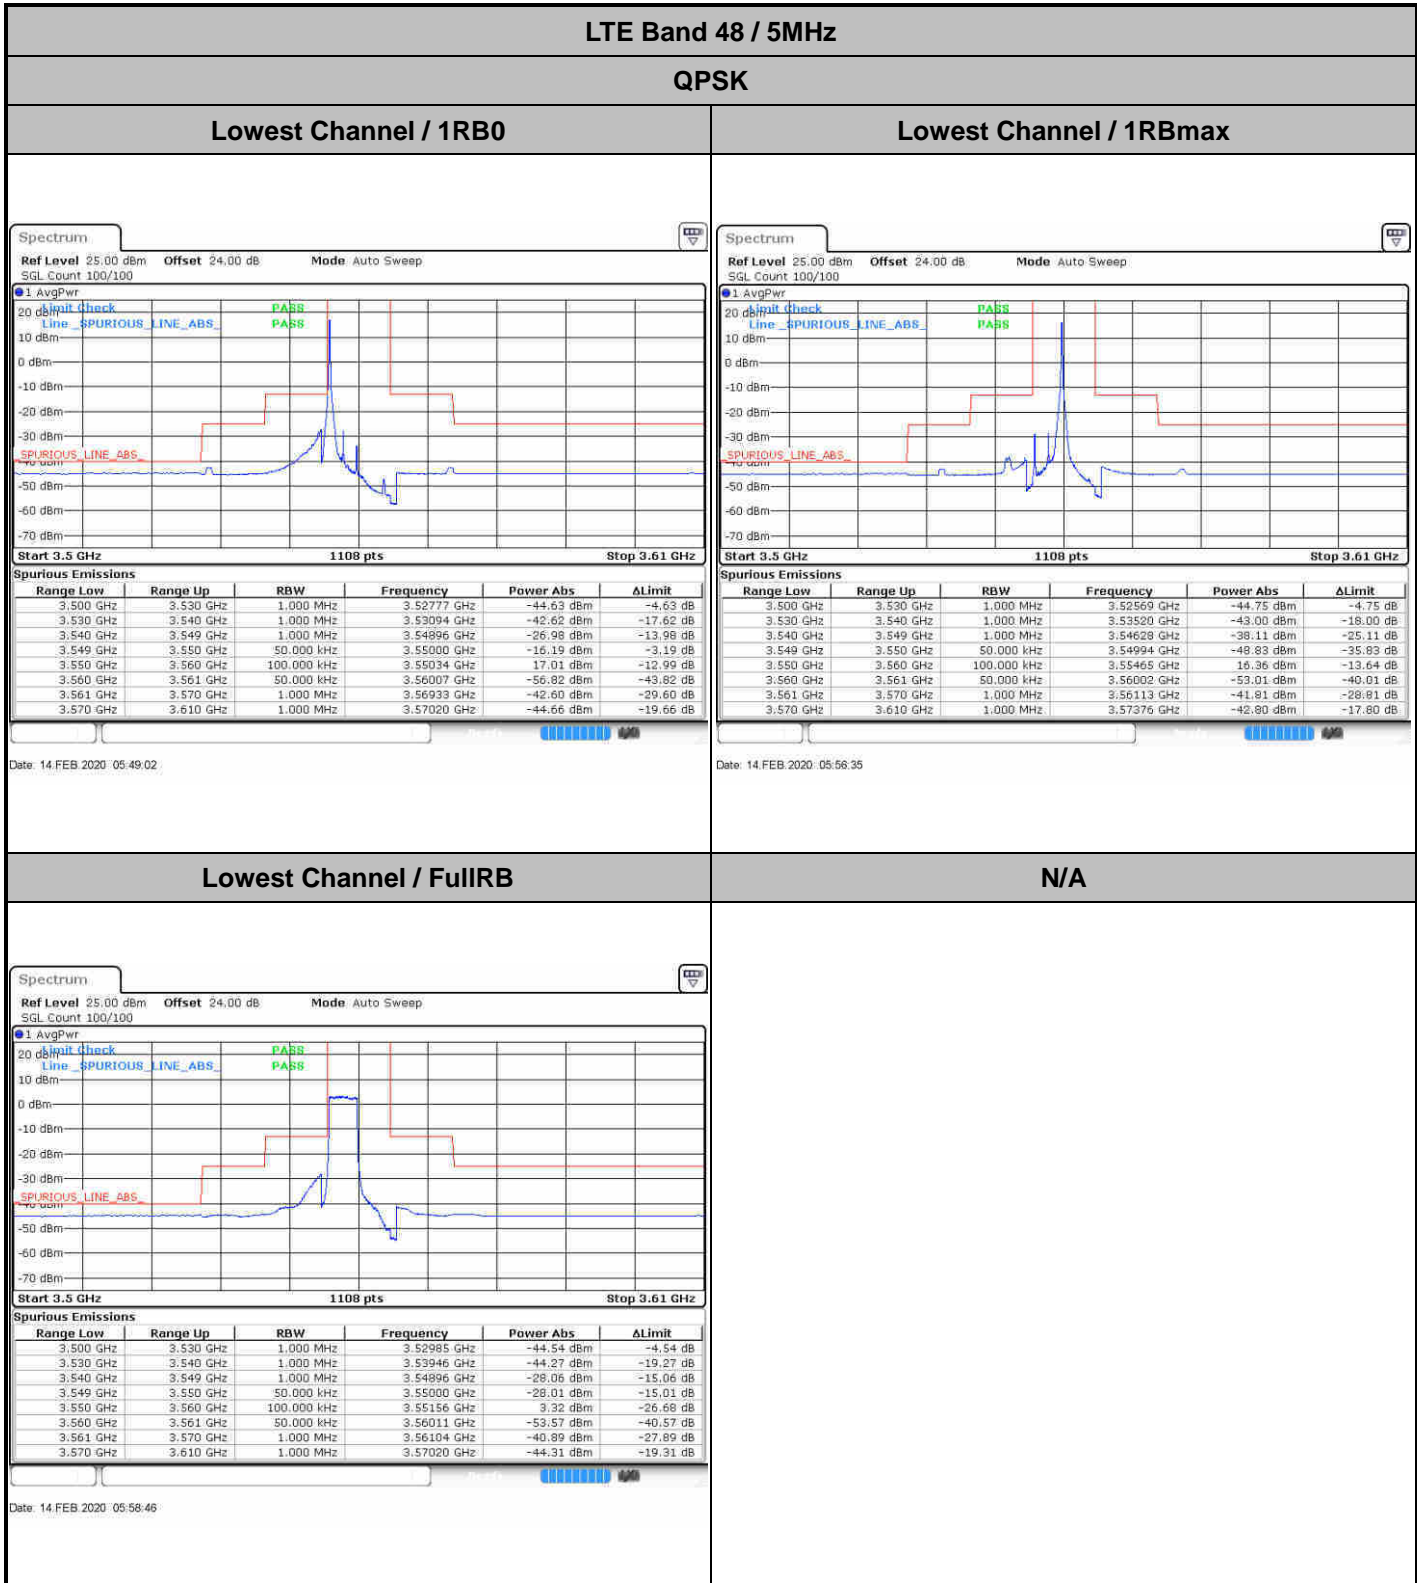 LTE Band 48 / 5MHz
QPSK
Lowest Channel / 1RB0
Lowest Channel / 1RBmax
Spectrum
Ref Level 25.00 dBm Offset 24.00 dB Mode Auto Sweep
SGL Count 100/100
1 AvgPwr
Limit Check PASS
Line _SPURIOUS_LINE_ABS_ PASS
20 dBm
10 dBm
0 dBm
-10 dBm
-20 dBm
-30 dBm
_SPURIOUS_LINE_ABS_
-40 dBm
-50 dBm
-60 dBm
-70 dBm
Start 3.5 GHz 1108 pts Stop 3.61 GHz
Spurious Emissions
Range Low Range Up RBW Frequency Power Abs ΔLimit
3.500 GHz 3.530 GHz 1.000 MHz 3.52777 GHz -44.63 dBm -4.63 dB
3.530 GHz 3.540 GHz 1.000 MHz 3.53094 GHz -42.62 dBm -17.62 dB
3.540 GHz 3.549 GHz 1.000 MHz 3.54896 GHz -26.98 dBm -13.98 dB
3.549 GHz 3.550 GHz 50.000 kHz 3.55000 GHz -16.19 dBm -3.19 dB
3.550 GHz 3.560 GHz 100.000 kHz 3.55034 GHz 17.01 dBm -12.99 dB
3.560 GHz 3.561 GHz 50.000 kHz 3.56007 GHz -56.82 dBm -43.82 dB
3.561 GHz 3.570 GHz 1.000 MHz 3.56933 GHz -42.60 dBm -29.60 dB
3.570 GHz 3.610 GHz 1.000 MHz 3.57020 GHz -44.66 dBm -19.66 dB
Date: 14.FEB.2020 05:49:02
Spectrum
Ref Level 25.00 dBm Offset 24.00 dB Mode Auto Sweep
SGL Count 100/100
1 AvgPwr
Limit Check PASS
Line _SPURIOUS_LINE_ABS_ PASS
20 dBm
10 dBm
0 dBm
-10 dBm
-20 dBm
-30 dBm
_SPURIOUS_LINE_ABS_
-40 dBm
-50 dBm
-60 dBm
-70 dBm
Start 3.5 GHz 1108 pts Stop 3.61 GHz
Spurious Emissions
Range Low Range Up RBW Frequency Power Abs ΔLimit
3.500 GHz 3.530 GHz 1.000 MHz 3.52569 GHz -44.75 dBm -4.75 dB
3.530 GHz 3.540 GHz 1.000 MHz 3.53520 GHz -43.00 dBm -18.00 dB
3.540 GHz 3.549 GHz 1.000 MHz 3.54628 GHz -38.11 dBm -25.11 dB
3.549 GHz 3.550 GHz 50.000 kHz 3.54994 GHz -48.83 dBm -35.83 dB
3.550 GHz 3.560 GHz 100.000 kHz 3.55465 GHz 16.36 dBm -13.64 dB
3.560 GHz 3.561 GHz 50.000 kHz 3.56002 GHz -53.01 dBm -40.01 dB
3.561 GHz 3.570 GHz 1.000 MHz 3.56113 GHz -41.81 dBm -28.81 dB
3.570 GHz 3.610 GHz 1.000 MHz 3.57376 GHz -42.80 dBm -17.80 dB
Date: 14.FEB.2020 05:56:35
Lowest Channel / FullRB
N/A
Spectrum
Ref Level 25.00 dBm Offset 24.00 dB Mode Auto Sweep
SGL Count 100/100
1 AvgPwr
Limit Check PASS
Line _SPURIOUS_LINE_ABS_ PASS
20 dBm
10 dBm
0 dBm
-10 dBm
-20 dBm
-30 dBm
_SPURIOUS_LINE_ABS_
-40 dBm
-50 dBm
-60 dBm
-70 dBm
Start 3.5 GHz 1108 pts Stop 3.61 GHz
Spurious Emissions
Range Low Range Up RBW Frequency Power Abs ΔLimit
3.500 GHz 3.530 GHz 1.000 MHz 3.52985 GHz -44.54 dBm -4.54 dB
3.530 GHz 3.540 GHz 1.000 MHz 3.53946 GHz -44.27 dBm -19.27 dB
3.540 GHz 3.549 GHz 1.000 MHz 3.54896 GHz -28.06 dBm -15.06 dB
3.549 GHz 3.550 GHz 50.000 kHz 3.55000 GHz -28.01 dBm -15.01 dB
3.550 GHz 3.560 GHz 100.000 kHz 3.55156 GHz 3.32 dBm -26.68 dB
3.560 GHz 3.561 GHz 50.000 kHz 3.56011 GHz -53.57 dBm -40.57 dB
3.561 GHz 3.570 GHz 1.000 MHz 3.56104 GHz -40.89 dBm -27.89 dB
3.570 GHz 3.610 GHz 1.000 MHz 3.57020 GHz -44.31 dBm -19.31 dB
Date: 14.FEB.2020 05:58:46